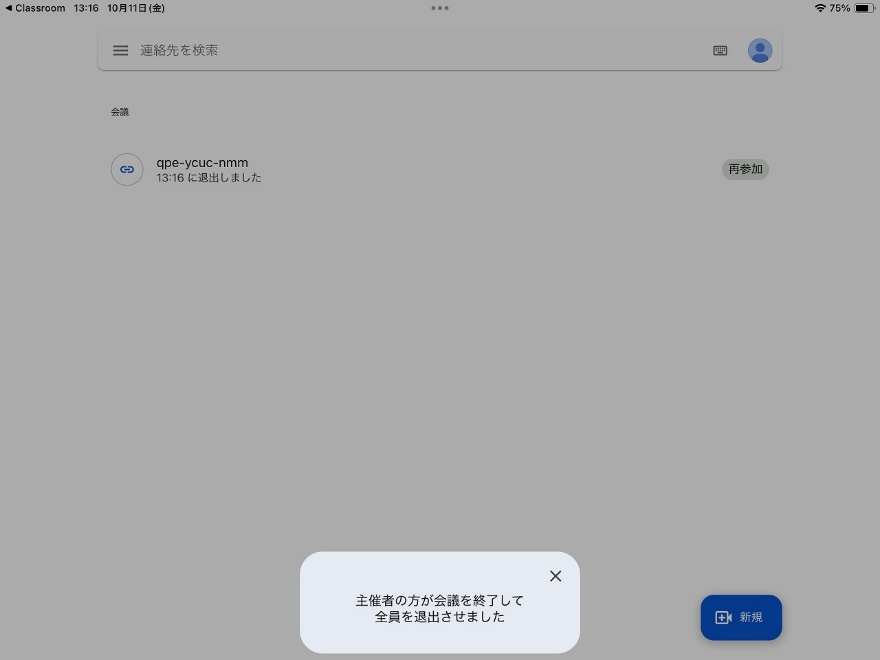 ◀ Classroom 13:16 10月11日(金) 75%
連絡先を検索
会議
qpe-ycuc-nmm
13:16 に退出しました
再参加
主催者の方が会議を終了して
全員を退出させました
新規